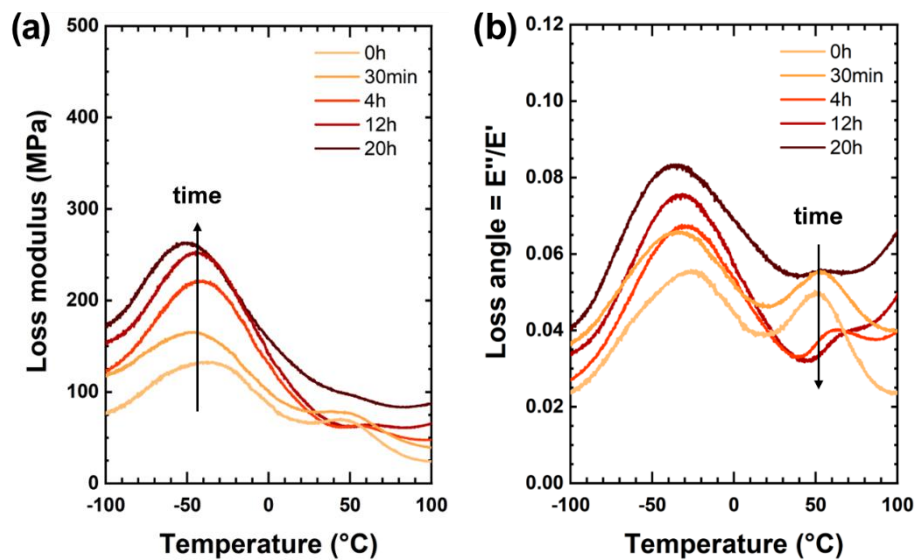 (a)
500
400
300
200
100
0
Loss modulus (MPa)
0h
30min
4h
12h
20h
time
-100
-50
0
50
100
Temperature (°C)
(b)
0.12
0.10
0.08
0.06
0.04
0.02
0.00
Loss angle = E"/E'
0h
30min
4h
12h
20h
time
-100
-50
0
50
100
Temperature (°C)